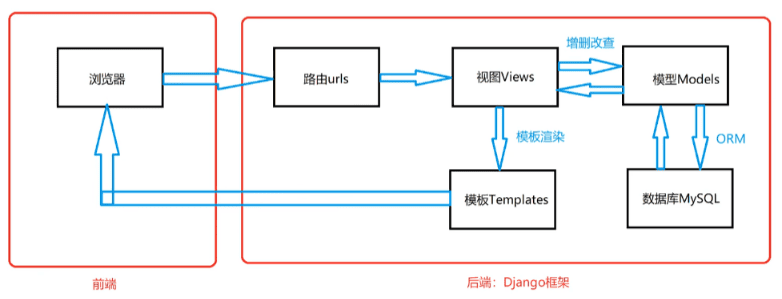 增删改查
浏览器
路由urls
视图Views
模型Models
模板渲染
ORM
模板Templates
数据库MySQL
前端
后端：Django框架